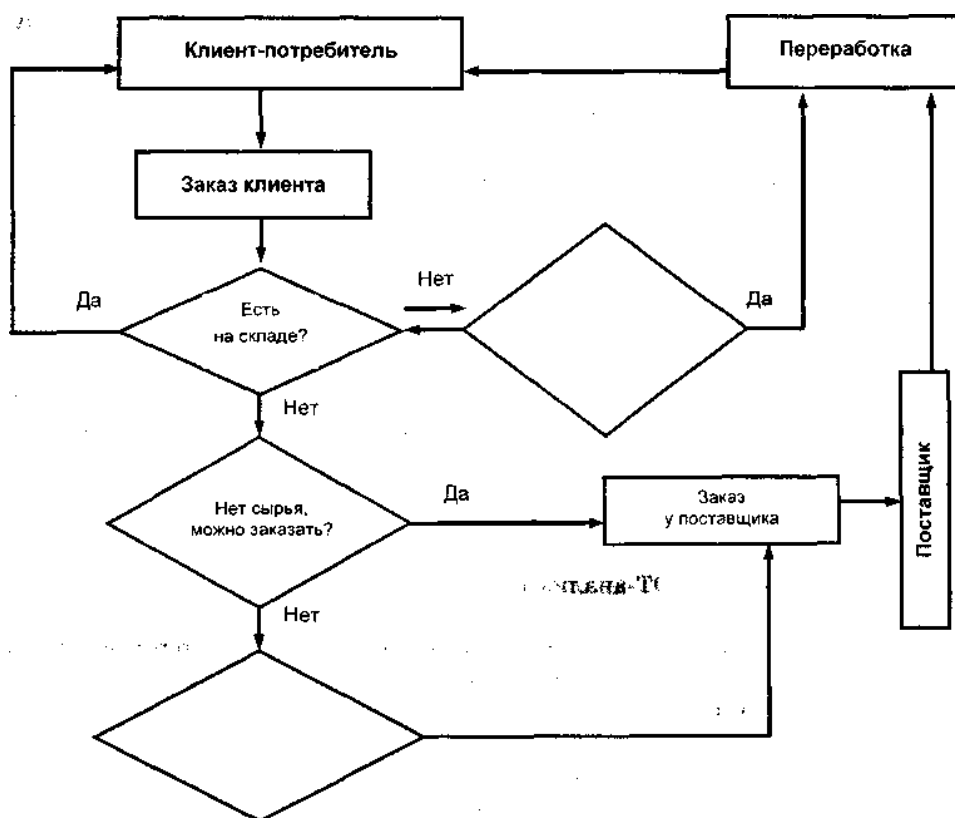 Клиент-потребитель
Переработка
Заказ клиента
Да
Есть
на складе?
Нет
Да
Нет
Нет сырья,
можно заказать?
Да
Заказ
у поставщика
Поставщик
Нет